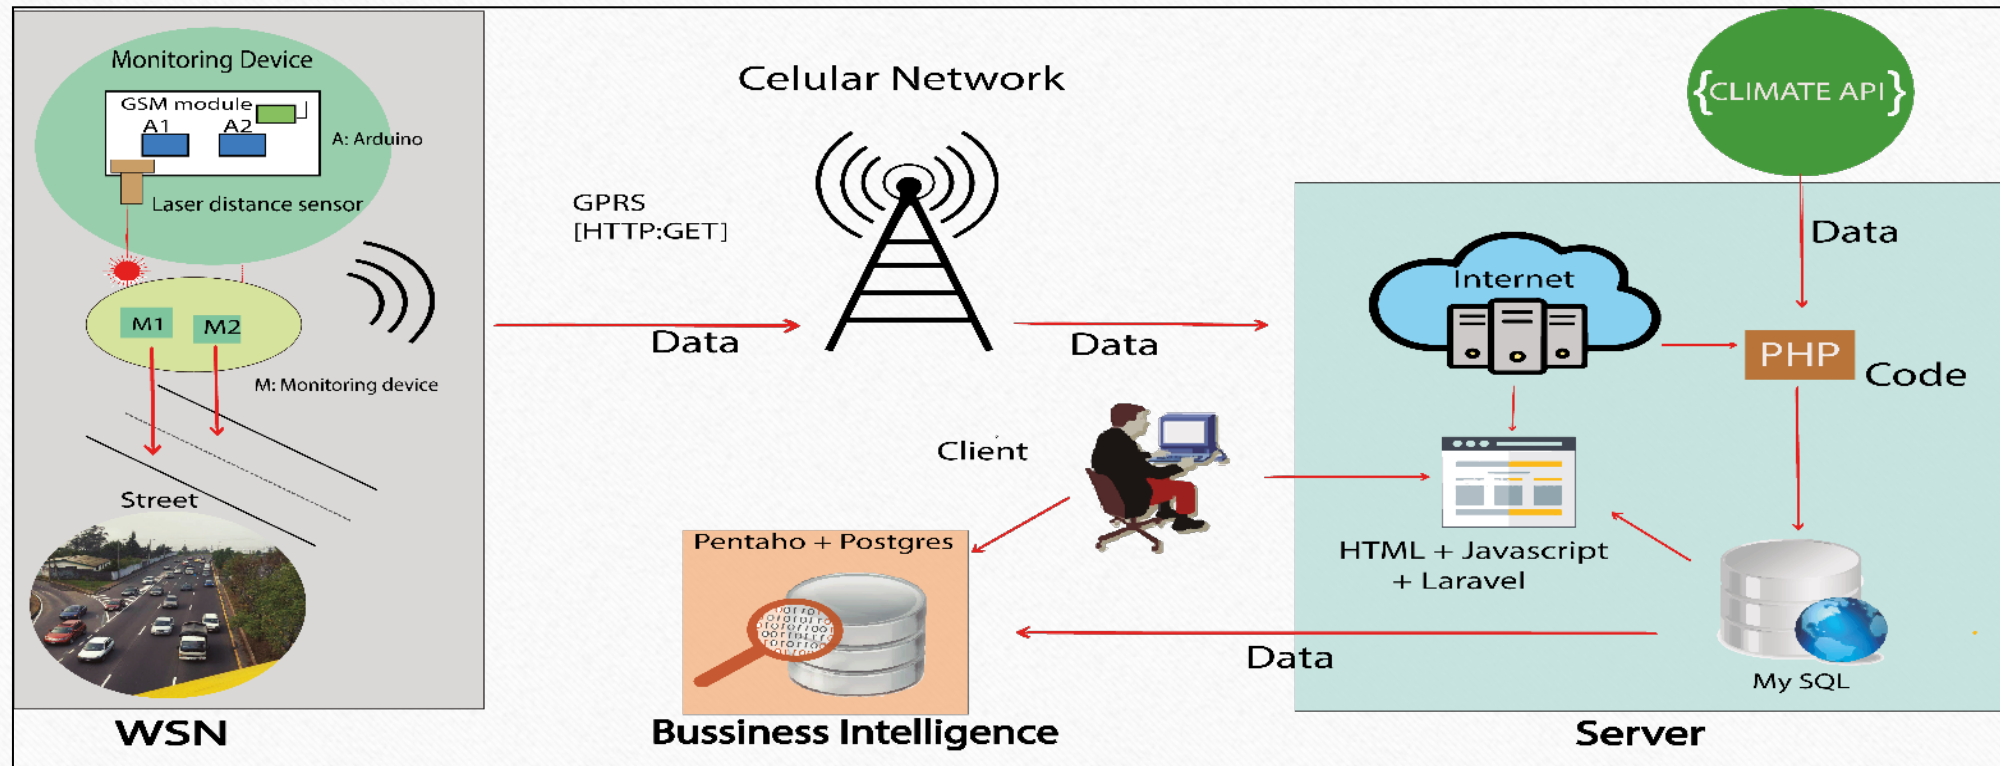 Monitoring Device
GSM module
A1 A2
A: Arduino
Laser distance sensor
M1 M2
M: Monitoring device
Street
WSN
GPRS
[HTTP:GET]
Data
Celular Network
Data
Client
Pentaho + Postgres
Bussiness Intelligence
Data
{CLIMATE API}
Data
Internet
PHP
Code
HTML + Javascript
+ Laravel
My SQL
Server